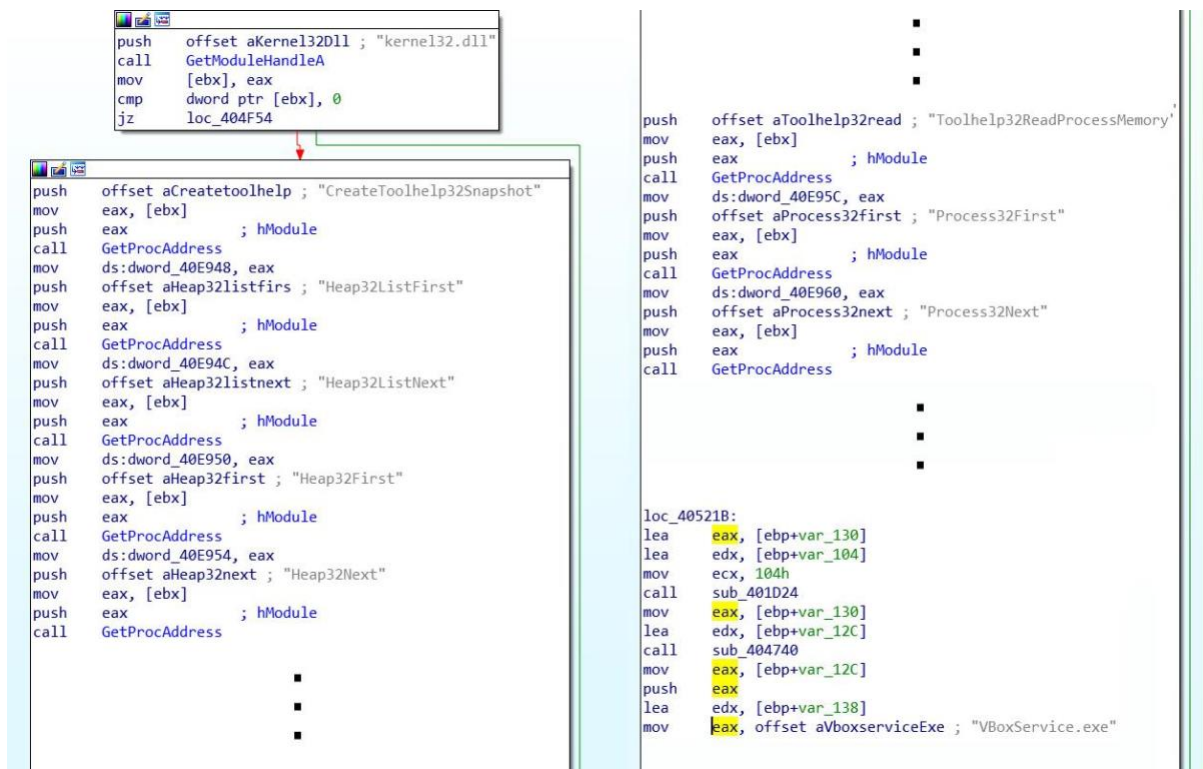 push offset aKernel32Dll ; "kernel32.dll"
call GetModuleHandleA
mov [ebx], eax
cmp dword ptr [ebx], 0
jz loc_404F54
push offset aCreatetoolhelp ; "CreateToolhelp32Snapshot"
mov eax, [ebx]
push eax ; hModule
call GetProcAddress
mov ds:dword_40E948, eax
push offset aHeap32listfirs ; "Heap32ListFirst"
mov eax, [ebx]
push eax ; hModule
call GetProcAddress
mov ds:dword_40E94C, eax
push offset aHeap32listnext ; "Heap32ListNext"
mov eax, [ebx]
push eax ; hModule
call GetProcAddress
mov ds:dword_40E950, eax
push offset aHeap32first ; "Heap32First"
mov eax, [ebx]
push eax ; hModule
call GetProcAddress
mov ds:dword_40E954, eax
push offset aHeap32next ; "Heap32Next"
mov eax, [ebx]
push eax ; hModule
call GetProcAddress
push offset aToolhelp32read ; "Toolhelp32ReadProcessMemory"
mov eax, [ebx]
push eax ; hModule
call GetProcAddress
mov ds:dword_40E95C, eax
push offset aProcess32first ; "Process32First"
mov eax, [ebx]
push eax ; hModule
call GetProcAddress
mov ds:dword_40E960, eax
push offset aProcess32next ; "Process32Next"
mov eax, [ebx]
push eax ; hModule
call GetProcAddress
loc_40521B:
lea eax, [ebp+var_130]
lea edx, [ebp+var_104]
mov ecx, 104h
call sub_401D24
mov eax, [ebp+var_130]
lea edx, [ebp+var_12C]
call sub_404740
mov eax, [ebp+var_12C]
push eax
lea edx, [ebp+var_138]
mov eax, offset aVboxserviceExe ; "VBoxService.exe"